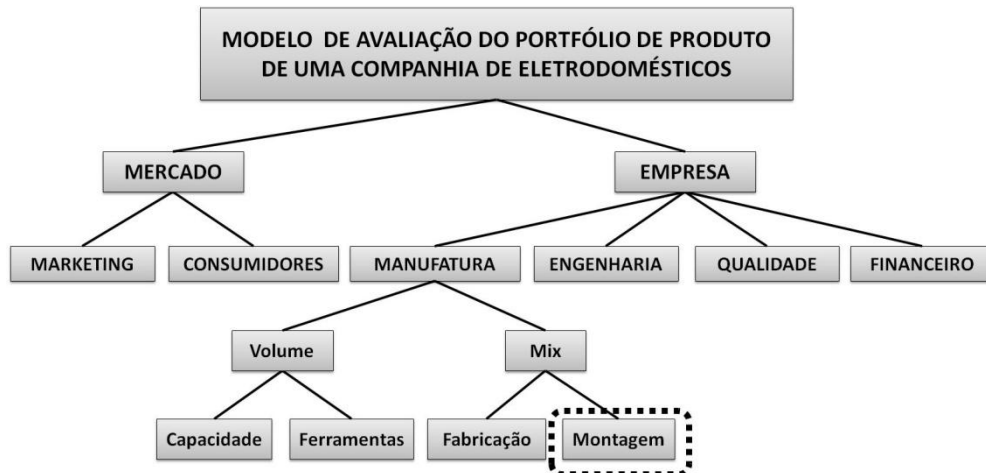 MODELO DE AVALIAÇÃO DO PORTFÓLIO DE PRODUTO
DE UMA COMPANHIA DE ELETRODOMÉSTICOS
MERCADO
EMPRESA
MARKETING
CONSUMIDORES
MANUFATURA
ENGENHARIA
QUALIDADE
FINANCEIRO
Volume
Mix
Capacidade
Ferramentas
Fabricação
Montagem